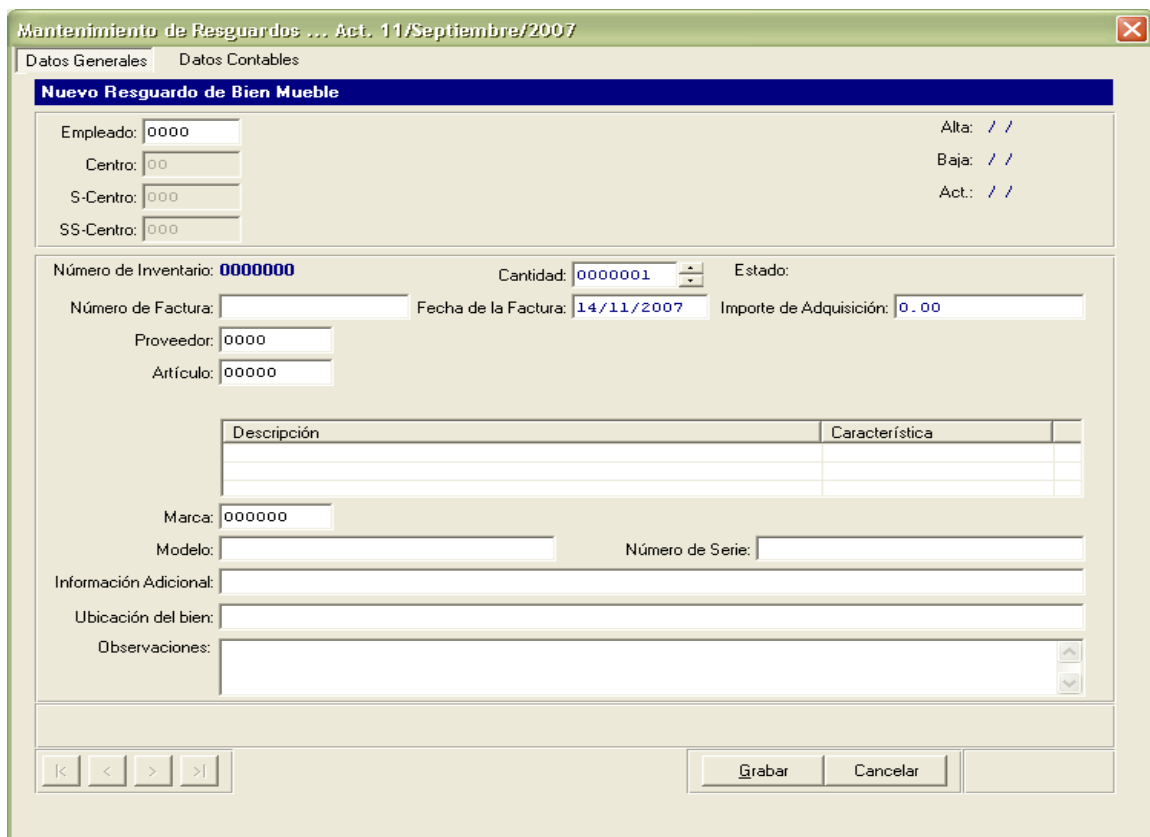 Mantenimiento de Resguardos ... Act. 11/Septiembre/2007
Datos Generales Datos Contables
Nuevo Resguardo de Bien Mueble
Empleado: 0000 Alta: / /
Centro: 00 Baja: / /
S-Centro: 000 Act.: / /
SS-Centro: 000
Número de Inventario: 0000000 Cantidad: 0000001 Estado:
Número de Factura: Fecha de la Factura: 14/11/2007 Importe de Adquisición: 0.00
Proveedor: 0000
Artículo: 00000
Descripción Característica
Marca: 000000
Modelo: Número de Serie:
Información Adicional:
Ubicación del bien:
Observaciones:
|< < > >| Grabar Cancelar